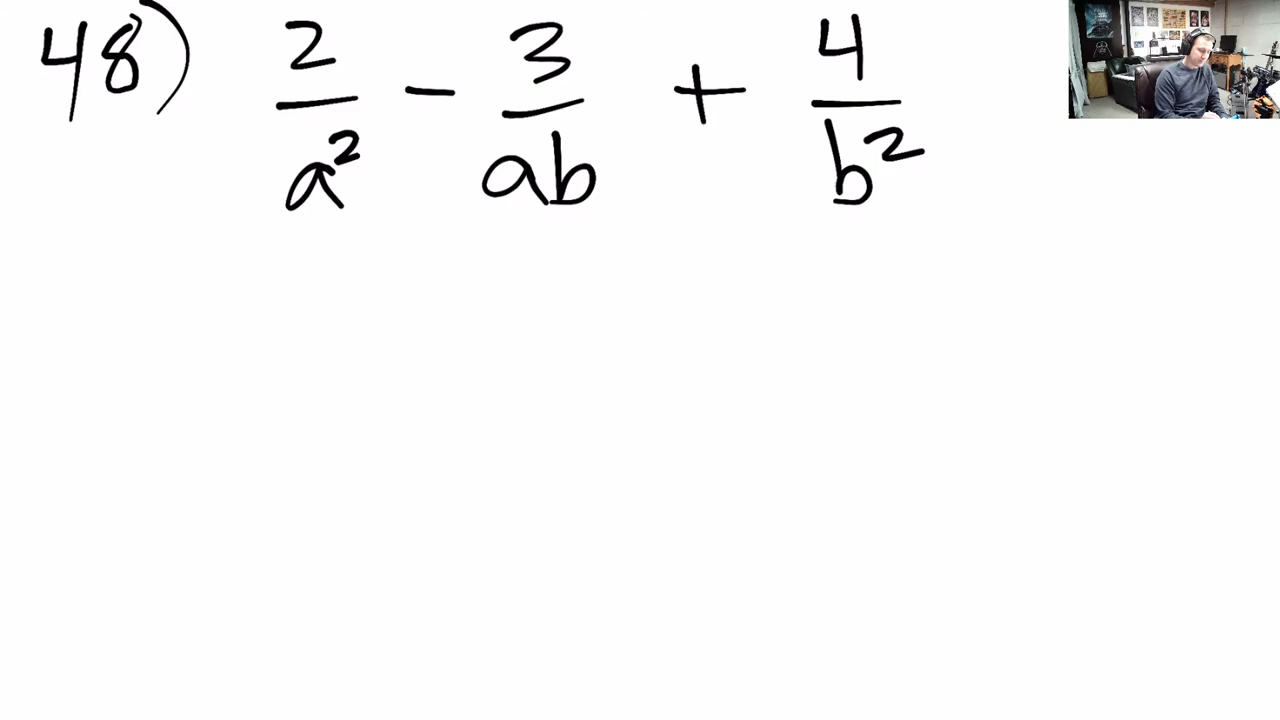 48) 2/a² - 3/ab + 4/b²